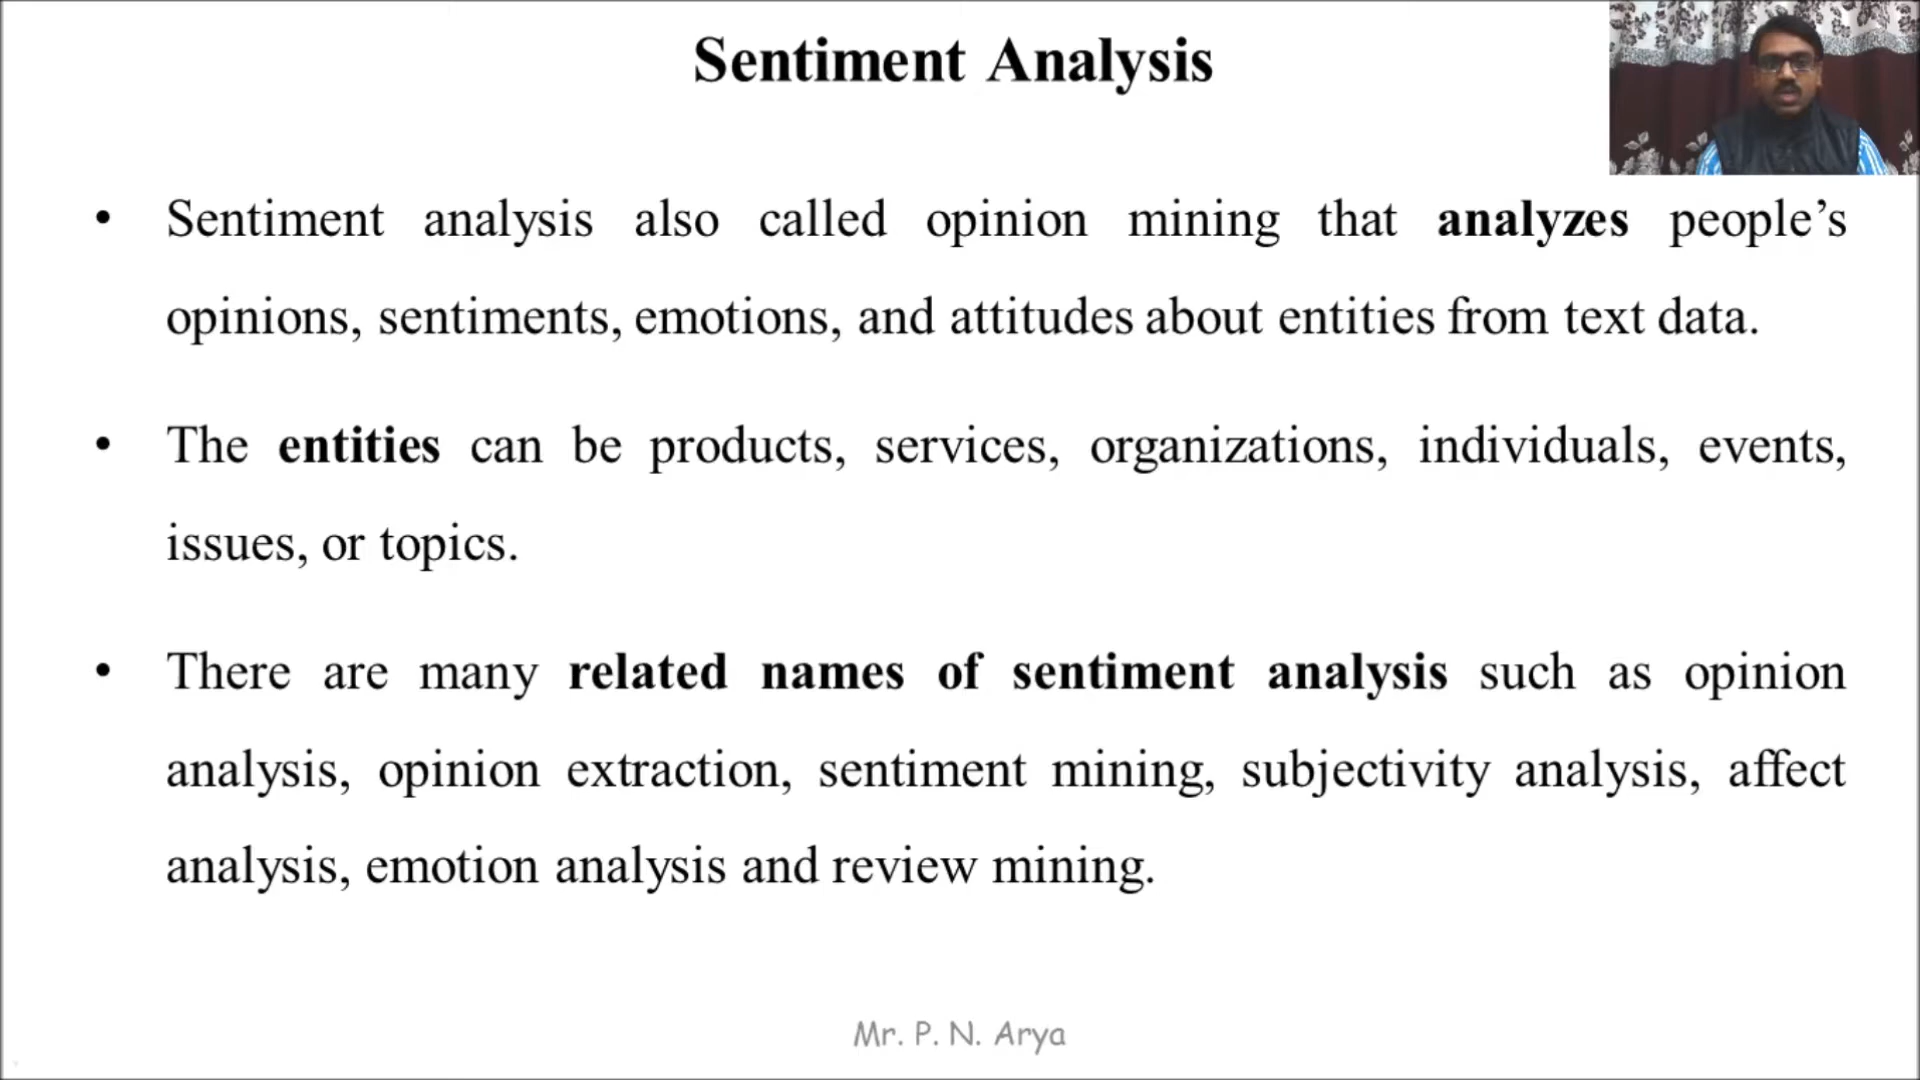 Sentiment Analysis
• Sentiment analysis also called opinion mining that analyzes people’s
opinions, sentiments, emotions, and attitudes about entities from text data.
• The entities can be products, services, organizations, individuals, events,
issues, or topics.
• There are many related names of sentiment analysis such as opinion
analysis, opinion extraction, sentiment mining, subjectivity analysis, affect
analysis, emotion analysis and review mining.
Mr. P. N. Arya